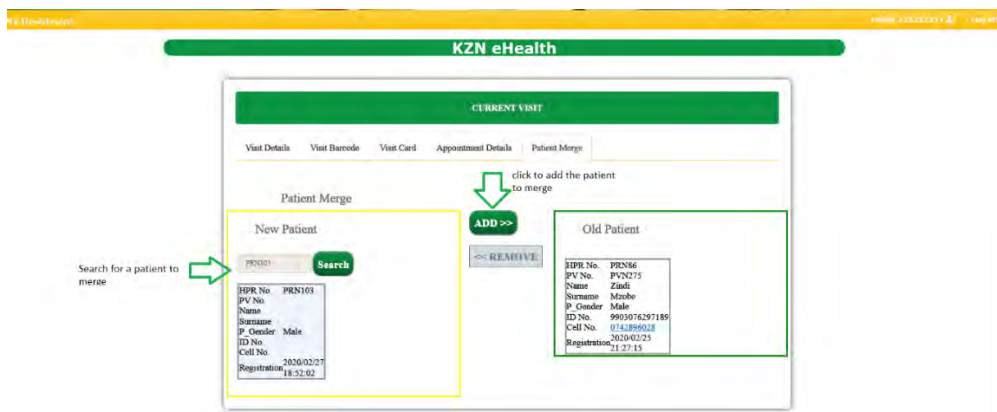 My Dashboard
KZN eHealth
CURRENT VISIT
Visit Details Visit Barcode Visit Card Appointment Details Patient Merge
click to add the patient
to merge
Patient Merge
New Patient
ADD >>
Old Patient
Search for a patient to
merge
PRN103
Search
<< REMOVE
HPR No. PRN103
PV No.
Name
Surname
P_Gender Male
ID No.
Cell No.
Registration 2020/02/27
18:52:02
HPR No. PRN86
PV No. PVN275
Name Zindi
Surname Mzobe
P_Gender Male
ID No. 9903076297189
Cell No. 0742896028
Registration 2020/02/25
21:27:15